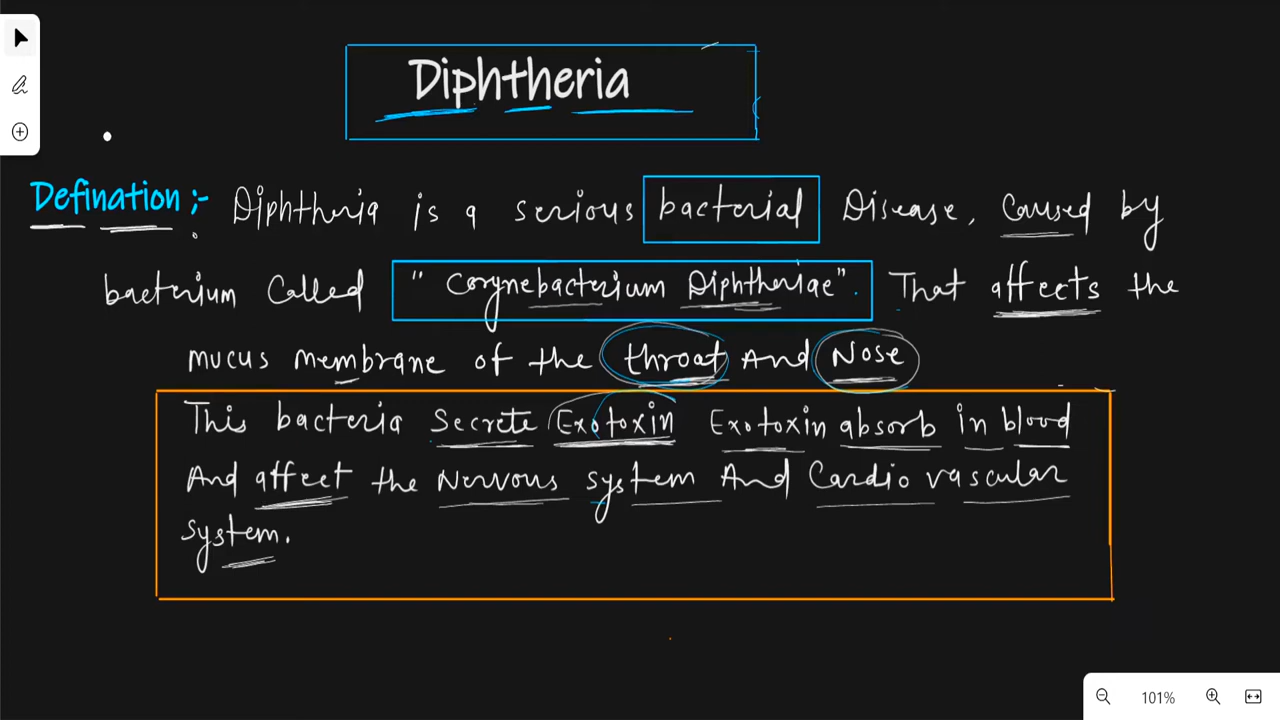 Diphtheria
Defination :- Diphtheria is a serious bacterial Disease, caused by
bacterium Called "Corynebacterium Diphtheriae". That affects the
mucus membrane of the throat And Nose
This bacteria Secrete Exotoxin Exotoxin absorb in blood
And affect the Nervous system And Cardio vascular
system.
101%